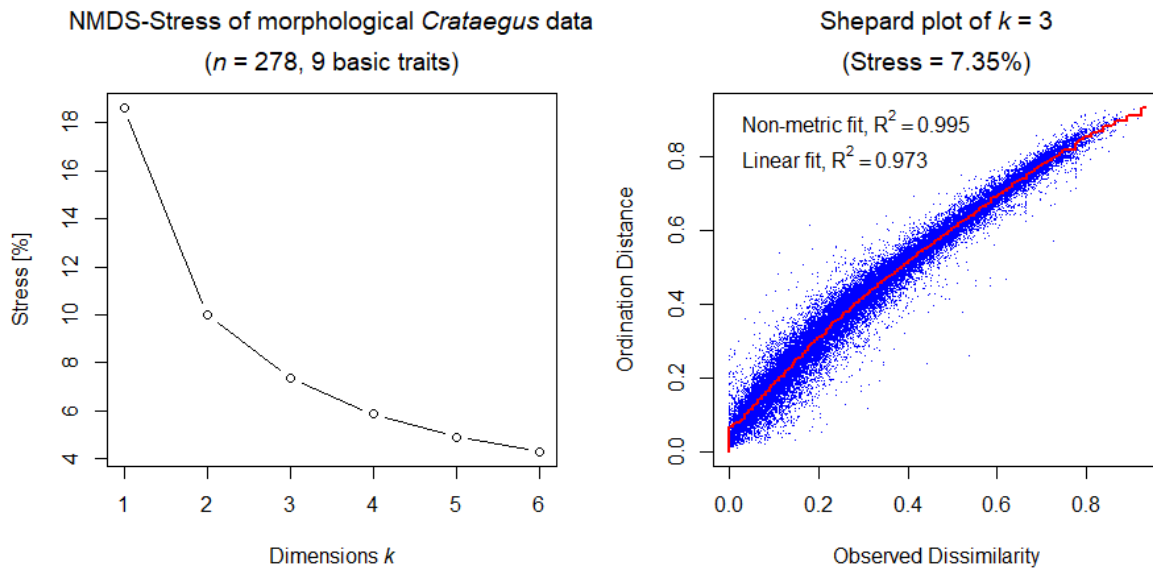 NMDS-Stress of morphological Crataegus data
(n = 278, 9 basic traits)
Stress [%]
18
16
14
12
10
8
6
4
1 2 3 4 5 6
Dimensions k
Shepard plot of k = 3
(Stress = 7.35%)
Non-metric fit, R² = 0.995
Linear fit, R² = 0.973
Ordination Distance
0.8
0.6
0.4
0.2
0.0
0.0 0.2 0.4 0.6 0.8
Observed Dissimilarity